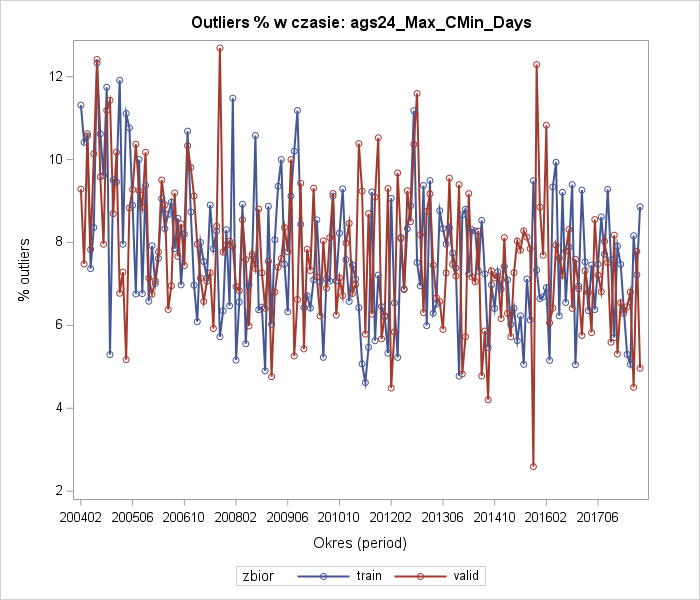 Outliers % w czasie: ags24_Max_CMin_Days
% outliers
12
10
8
6
4
2
200402 200506 200610 200802 200906 201010 201202 201306 201410 201602 201706
Okres (period)
zbior train valid